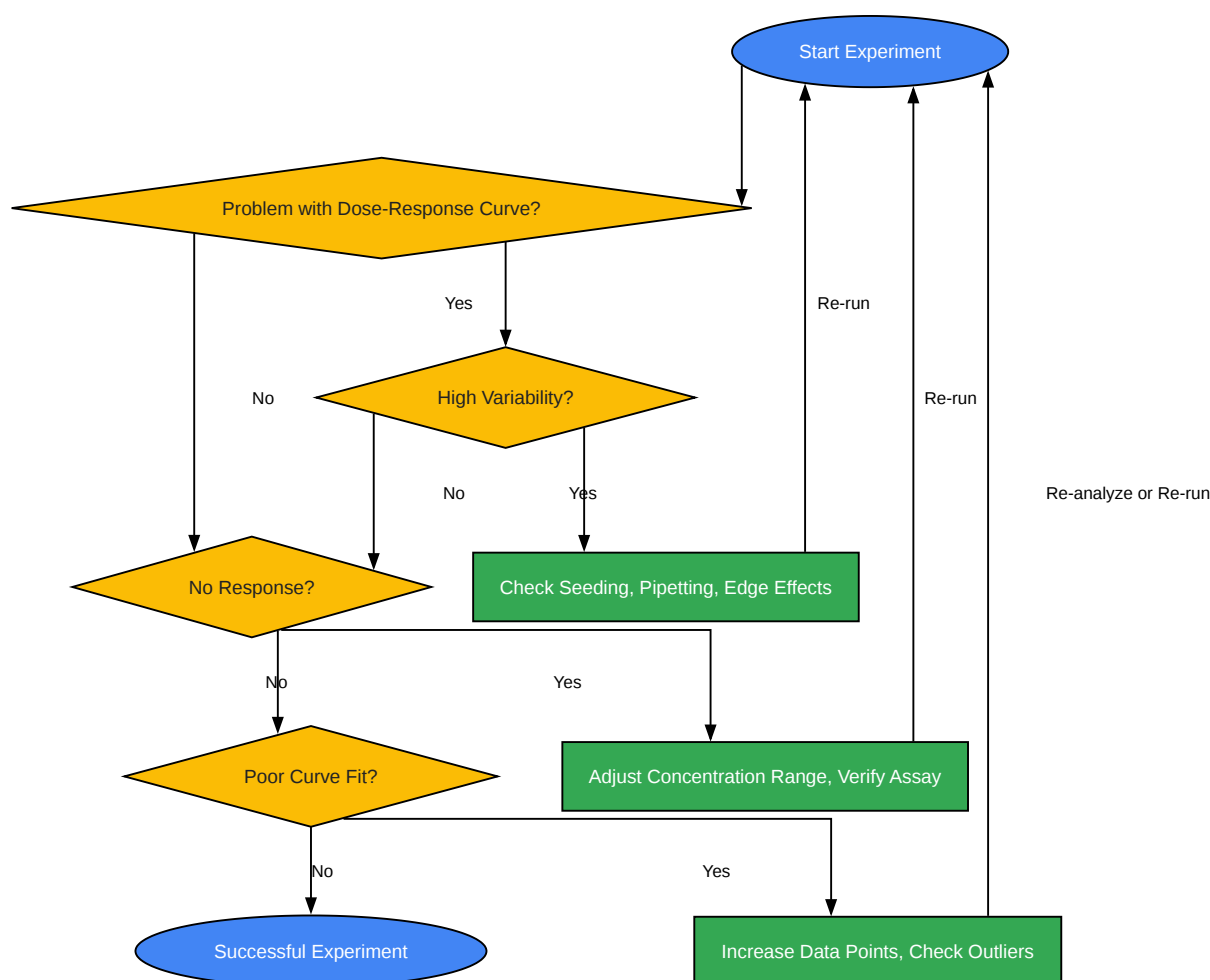 Start Experiment
Problem with Dose-Response Curve?
Yes
Re-run
High Variability?
No
Re-run
No
Yes
Re-analyze or Re-run
No Response?
Check Seeding, Pipetting, Edge Effects
No
Yes
Poor Curve Fit?
Adjust Concentration Range, Verify Assay
No
Yes
Successful Experiment
Increase Data Points, Check Outliers